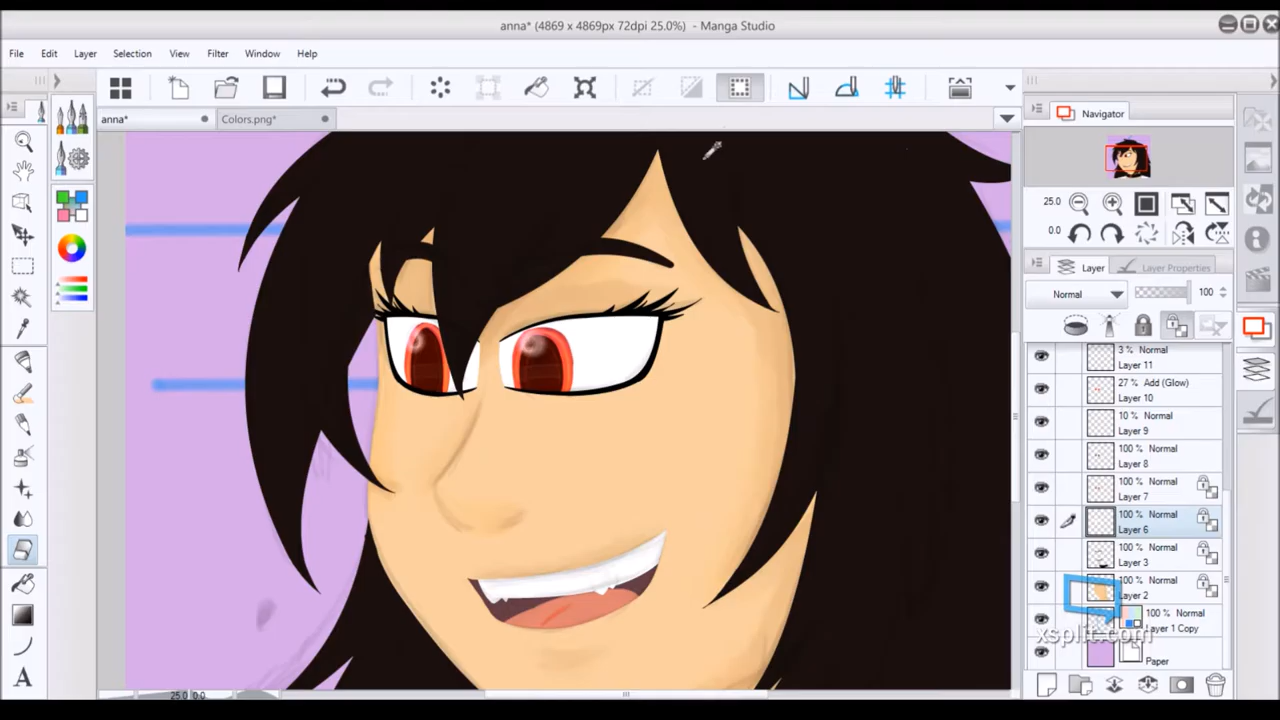 anna* (4869 x 4869px 72dpi 25.0%) - Manga Studio
File Edit Layer Selection View Filter Window Help
anna* Colors.png*
Navigator
25.0
0.0
Layer Layer Properties
Normal 100
3 % Normal
Layer 11
27 % Add (Glow)
Layer 10
10 % Normal
Layer 9
100 % Normal
Layer 8
100 % Normal
Layer 7
100 % Normal
Layer 6
100 % Normal
Layer 3
100 % Normal
Layer 2
100 % Normal
Layer 1 Copy
xsplit.com
Paper
25.0 0.0